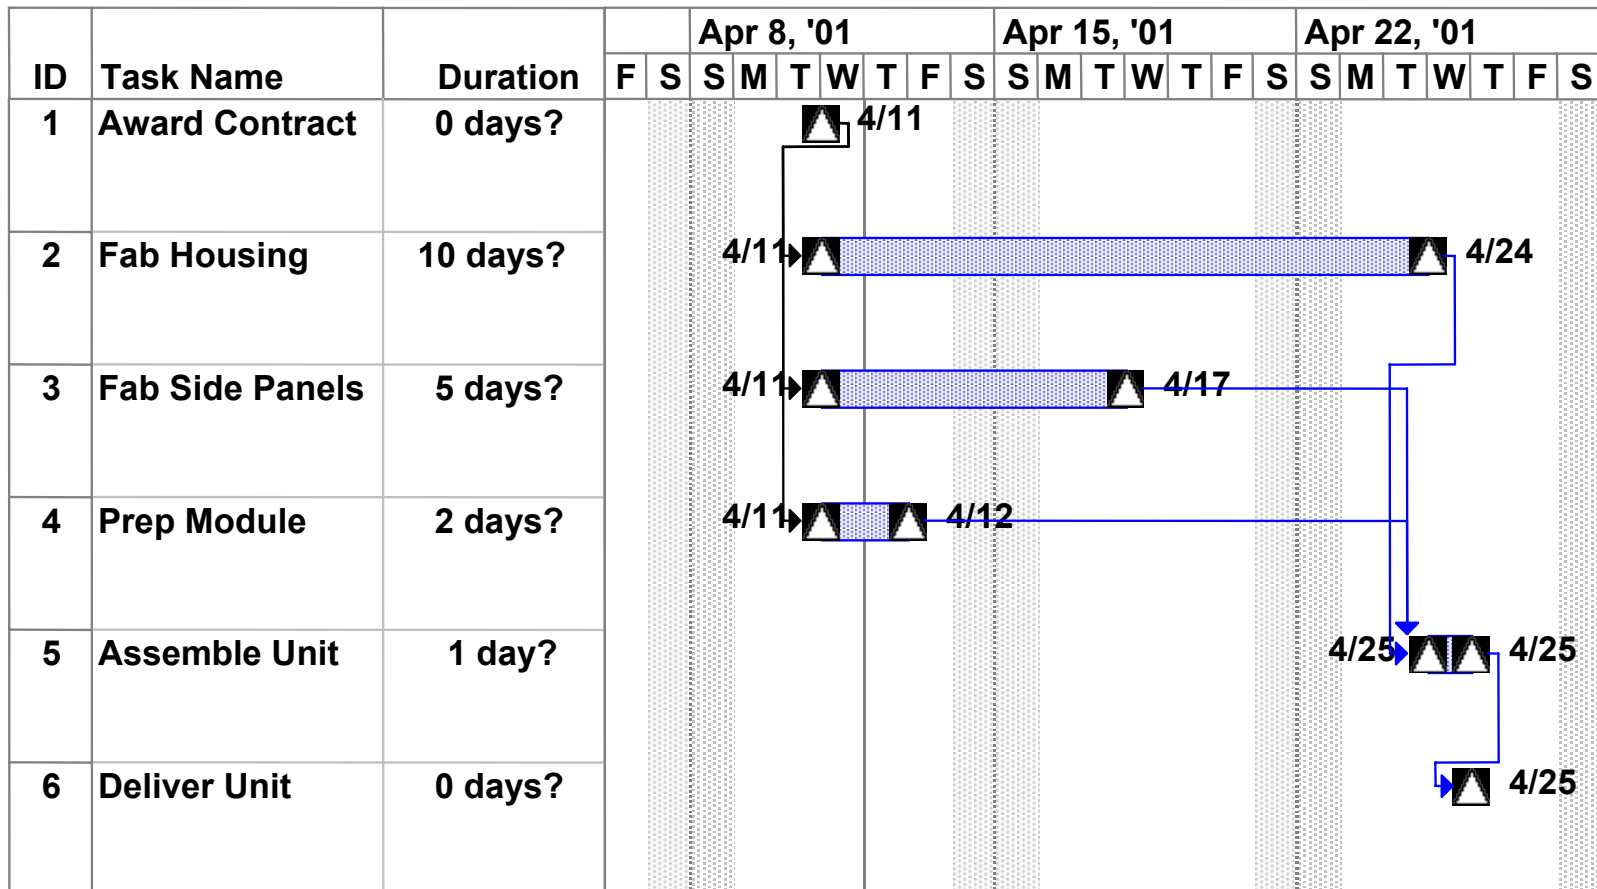 Apr 8, '01 Apr 15, '01 Apr 22, '01
ID Task Name Duration F S S M T W T F S S M T W T F S S M T W T F S
1 Award Contract 0 days? 4/11
2 Fab Housing 10 days? 4/11 4/24
3 Fab Side Panels 5 days? 4/11 4/17
4 Prep Module 2 days? 4/11 4/12
5 Assemble Unit 1 day? 4/25 4/25
6 Deliver Unit 0 days? 4/25